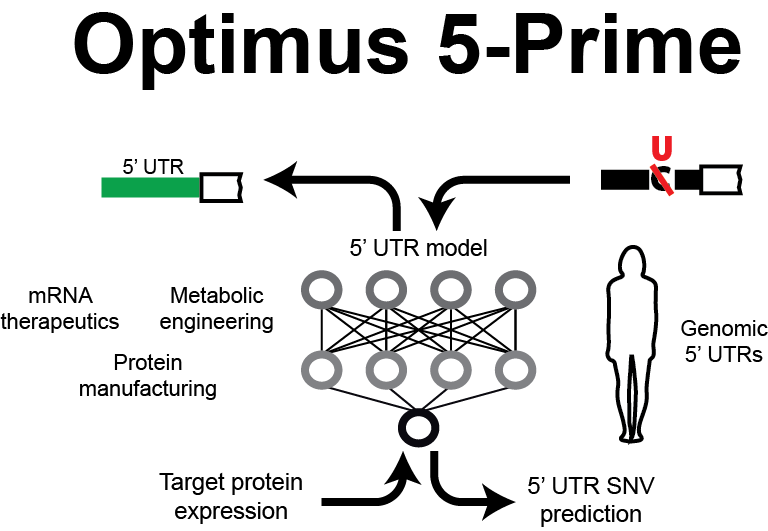 Optimus 5-Prime
U
C
5’ UTR
5’ UTR model
mRNA
therapeutics
Metabolic
engineering
Protein
manufacturing
Genomic
5’ UTRs
Target protein
expression
5’ UTR SNV
prediction